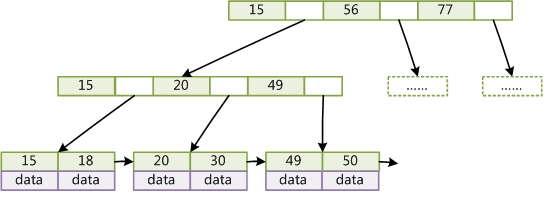 15 56 77
15 20 49 ...... ......
15 18 20 30 49 50
data data data data data data